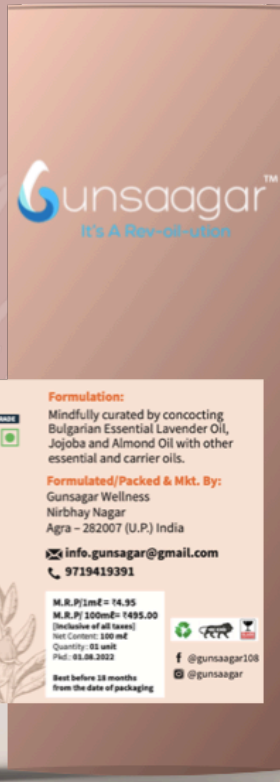 Gunsaagar™
It's A Rev-oil-ution
RADE
Formulation:
Mindfully curated by concocting
Bulgarian Essential Lavender Oil,
Jojoba and Almond Oil with other
essential and carrier oils.
Formulated/Packed & Mkt. By:
Gunsagar Wellness
Nirbhay Nagar
Agra – 282007 (U.P.) India
info.gunsagar@gmail.com
9719419391
M.R.P/1mℓ = ₹4.95
M.R.P/ 100mℓ= ₹495.00
[Inclusive of all taxes]
Net Content: 100 mℓ
Quantity: 01 unit
Pkd.: 01.08.2022
Best before 18 months
from the date of packaging
@gunsaagar108
@gunsaagar